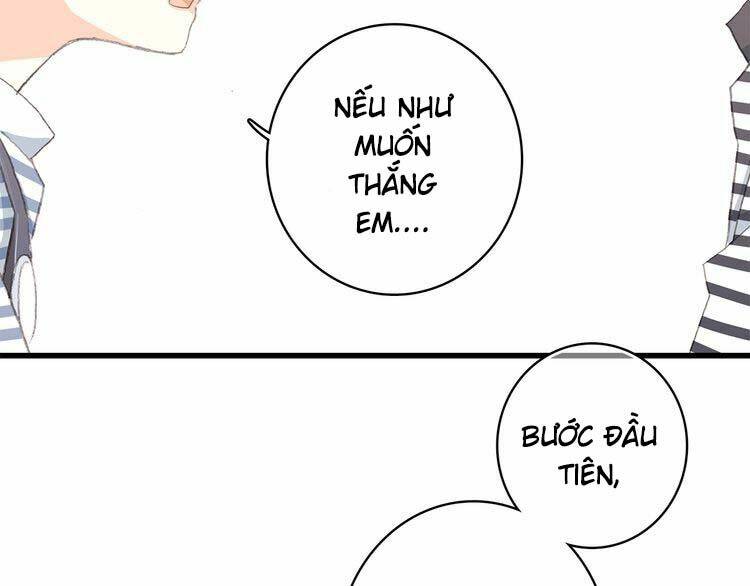 NẾU NHƯ
MUỐN
THẮNG
EM....
BƯỚC ĐẦU
TIÊN,